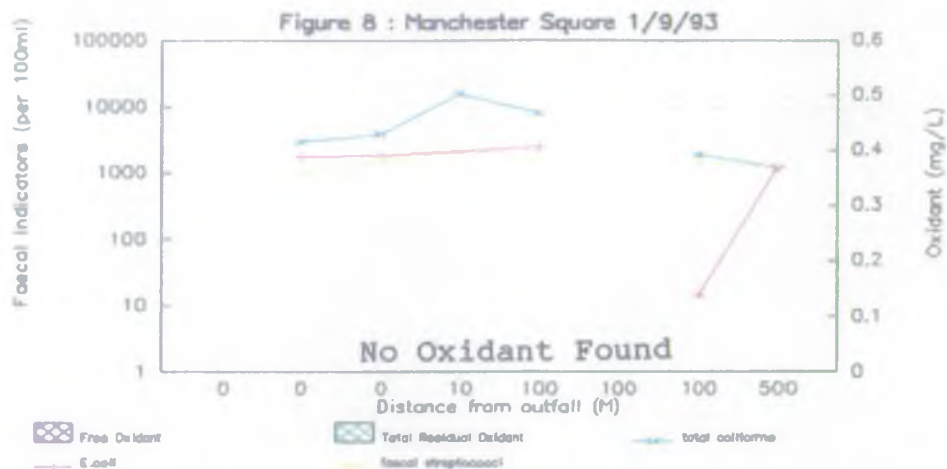 Figure 8 : Manchester Square 1/9/93
Faecal indicators (per 100ml)
100000
10000
1000
100
10
1
0.6
0.5
0.4
0.3
0.2
0.1
0
Oxidant (mg/L)
No Oxidant Found
0 0 0 10 100 100 100 500
Distance from outfall (M)
Free Oxidant Total Residual Oxidant total coliforms
E.coli faecal streptococci